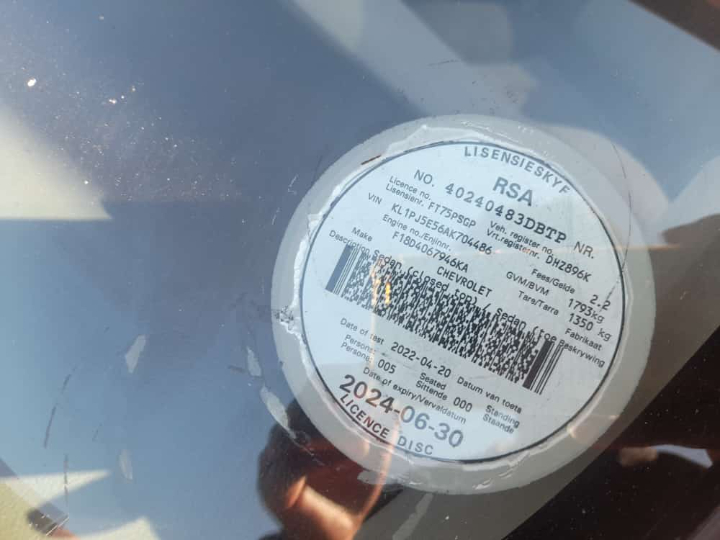 LISENSIESKYF
RSA
NO. 40240483DBTP NR.
Licence no. Veh. register no.
Lisensienr. FT75PSGP Vrt.registernr. DHZ896K
VIN KL1PJ5E56AK704486 Fees/Gelde 2.2
Engine no./Enjinnr. GVM/BVM 1793kg
F18D4067946KA Tare/Tarra 1350 kg
Make CHEVROLET Fabrikaat
Description Sedan (closed top) / sedan (toe Beskrywing
Date of test 2022-04-20 Datum van toets
Persons Seated Standing
Persone 005 Sittende 000 Staande
Date of expiry/Vervaldatum
2024-06-30
LICENCE DISC